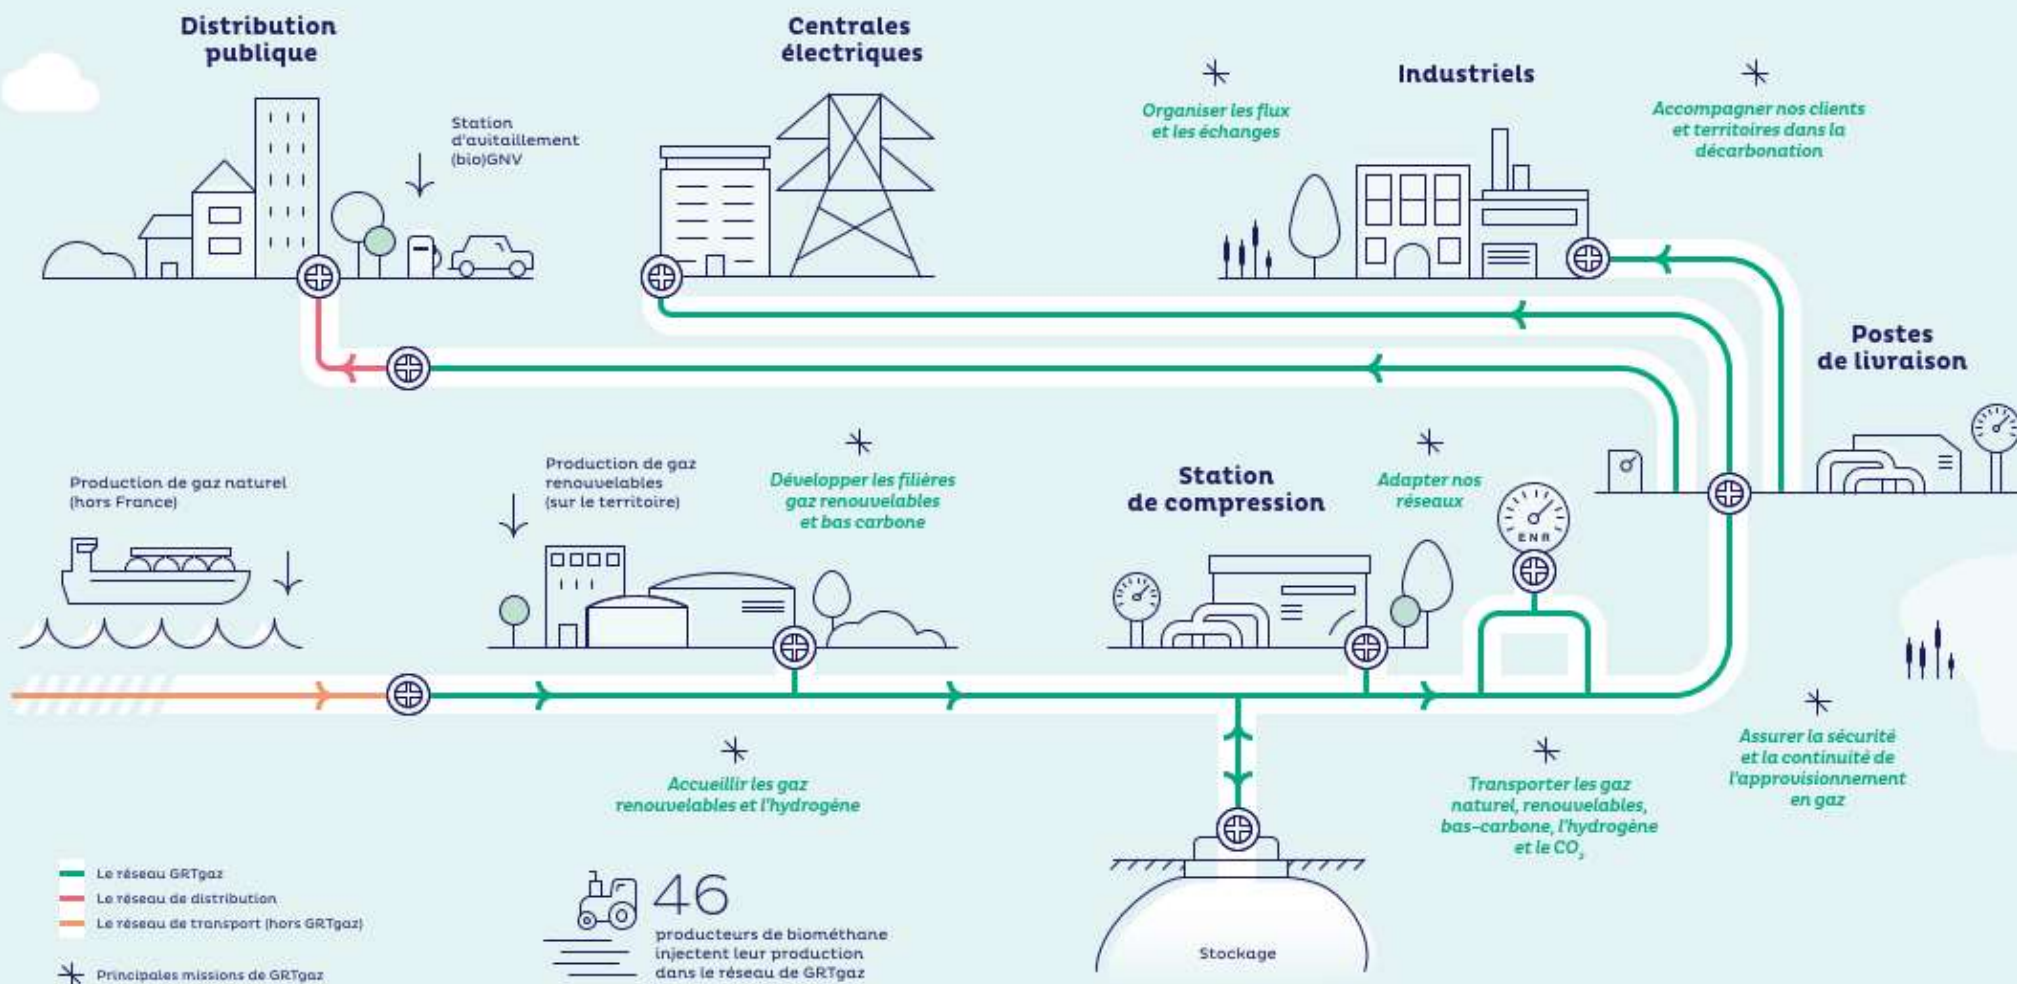 Distribution
publique
Centrales
électriques
Industriels
Organiser les flux
et les échanges
Accompagner nos clients
et territoires dans la
décarbonation
Station
d'avitaillement
(bio)GNV
Postes
de livraison
Production de gaz naturel
(hors France)
Production de gaz
renouvelables
(sur le territoire)
Développer les filières
gaz renouvelables
et bas carbone
Station
de compression
Adapter nos
réseaux
ENR
Accueillir les gaz
renouvelables et l'hydrogène
Transporter les gaz
naturel, renouvelables,
bas-carbone, l'hydrogène
et le CO₂
Assurer la sécurité
et la continuité de
l'approvisionnement
en gaz
Le réseau GRTgaz
Le réseau de distribution
Le réseau de transport (hors GRTgaz)
Principales missions de GRTgaz
46
producteurs de biométhane
injectent leur production
dans le réseau de GRTgaz
Stockage